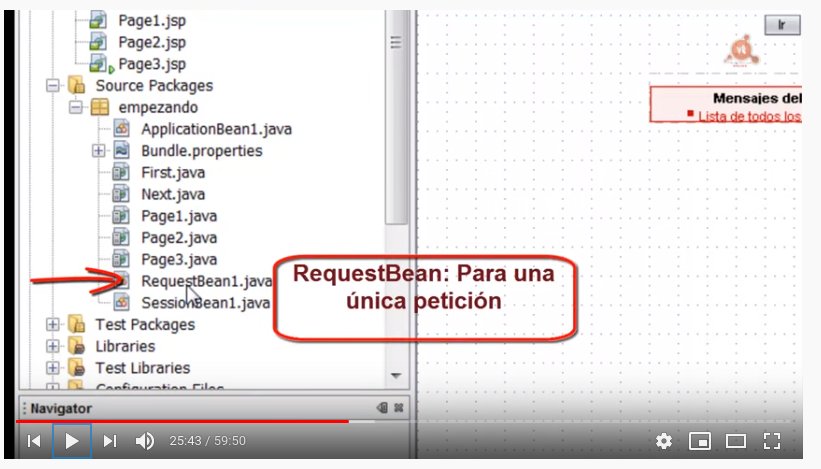 Page1.jsp
Page2.jsp
Page3.jsp
Source Packages
empezando
ApplicationBean1.java
Bundle.properties
First.java
Next.java
Page1.java
Page2.java
Page3.java
RequestBean1.java
SessionBean1.java
Test Packages
Libraries
Test Libraries
Configuration Files
Navigator
Ir
Mensajes del
Lista de todos los
RequestBean: Para una
única petición
25:43 / 59:50